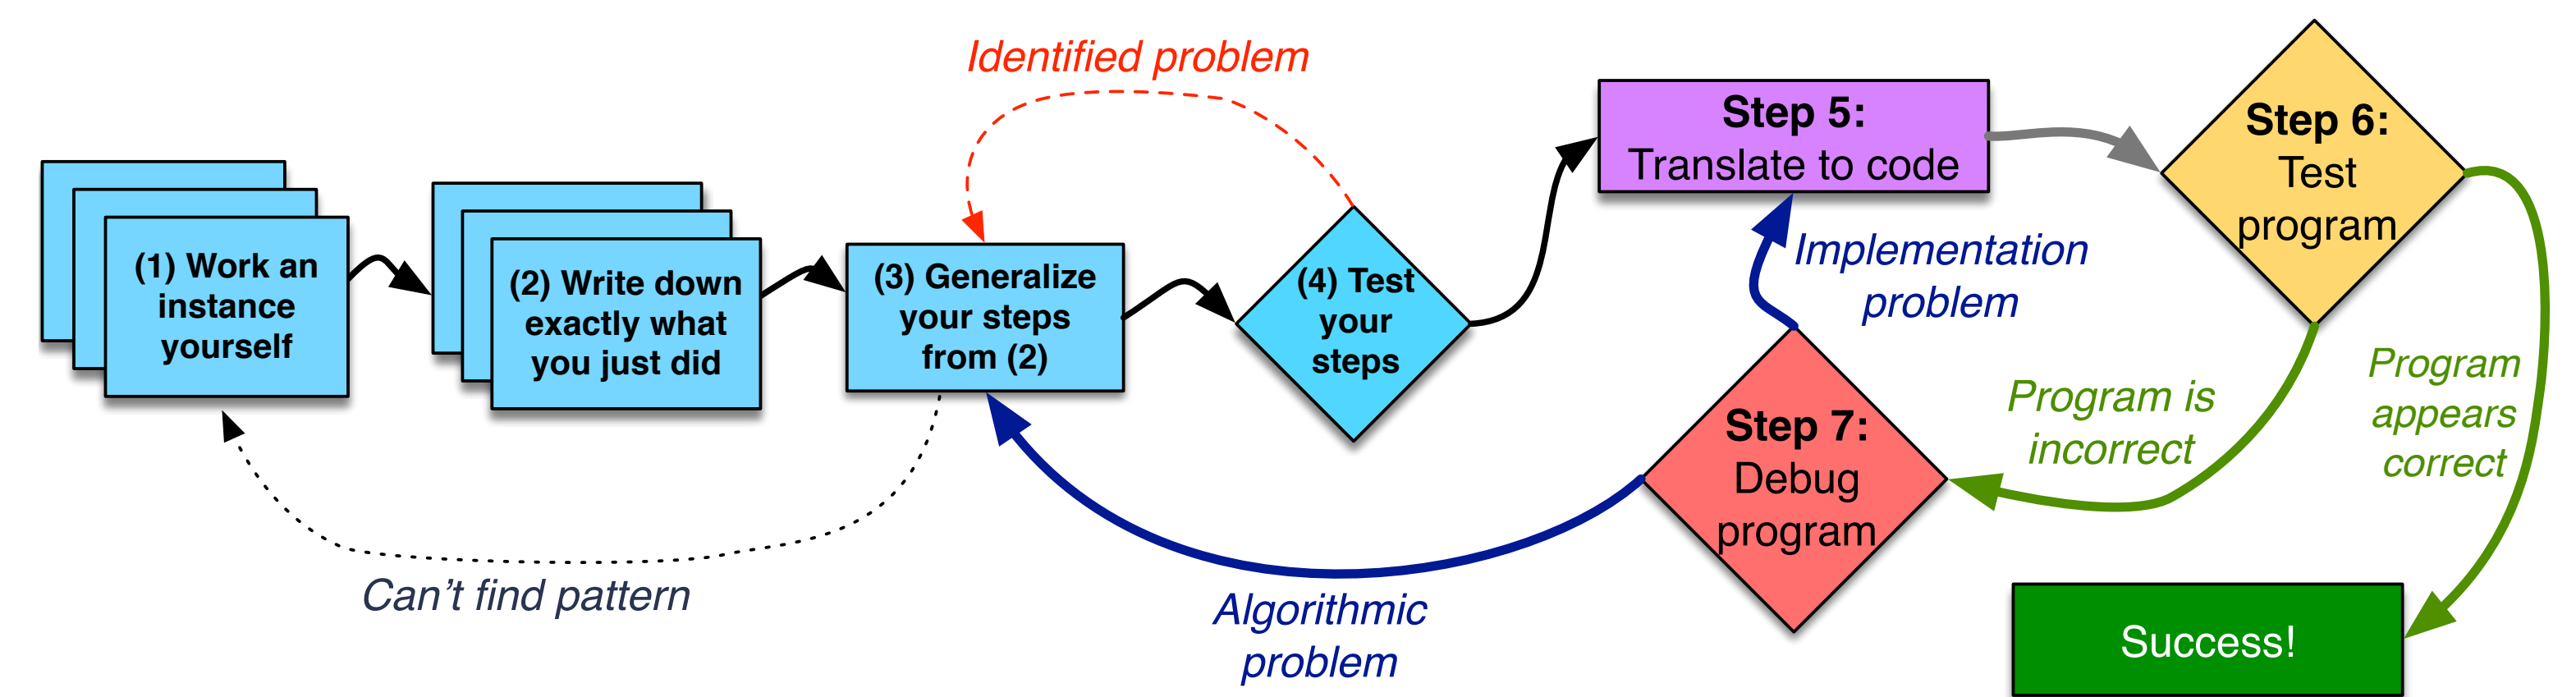 Identified problem
(1) Work an
instance
yourself
(2) Write down
exactly what
you just did
(3) Generalize
your steps
from (2)
(4) Test
your
steps
Step 5:
Translate to code
Step 6:
Test
program
Implementation
problem
Step 7:
Debug
program
Program is
incorrect
Program
appears
correct
Can't find pattern
Algorithmic
problem
Success!